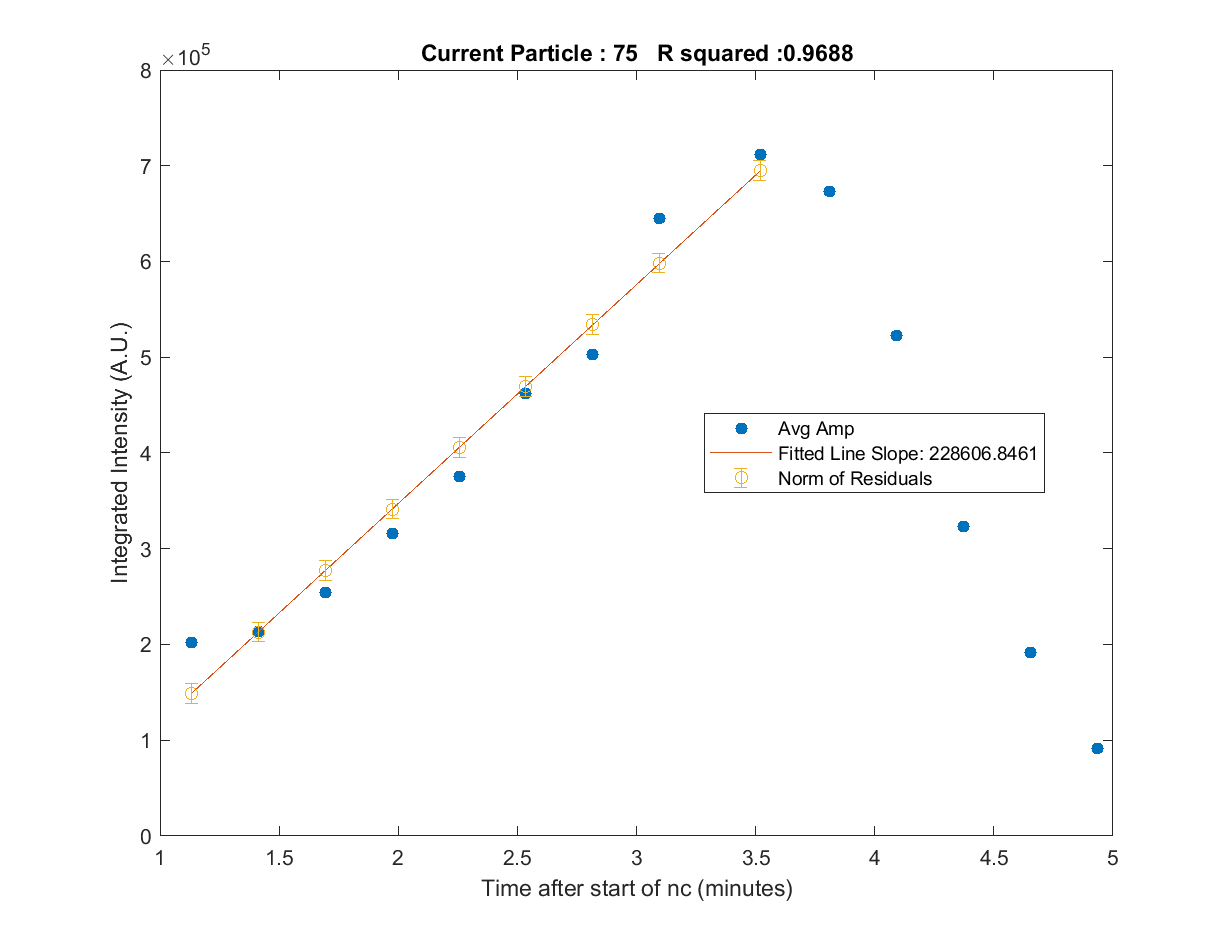 Current Particle : 75   R squared :0.9688
×10^5
8
7
6
5
4
3
2
1
0
Integrated Intensity (A.U.)
Avg Amp
Fitted Line Slope: 228606.8461
Norm of Residuals
1 1.5 2 2.5 3 3.5 4 4.5 5
Time after start of nc (minutes)